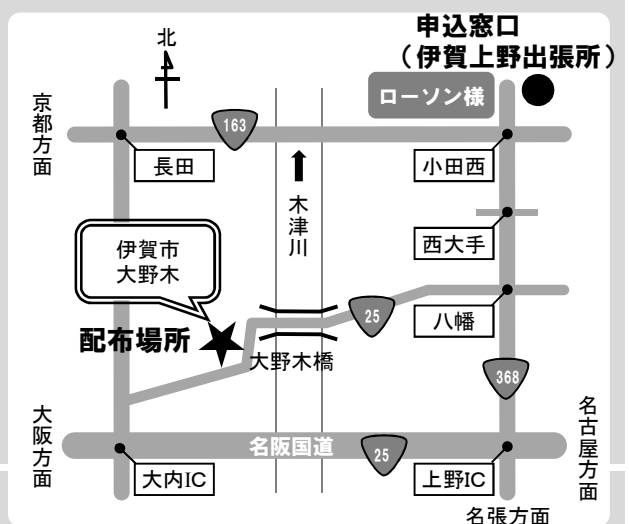 申込窓口
（伊賀上野出張所）
北
ローソン様
京都方面
163
長田
小田西
木津川
西大手
伊賀市
大野木
25
八幡
配布場所
大野木橋
368
大阪方面
名古屋方面
名阪国道
25
大内IC
上野IC
名張方面